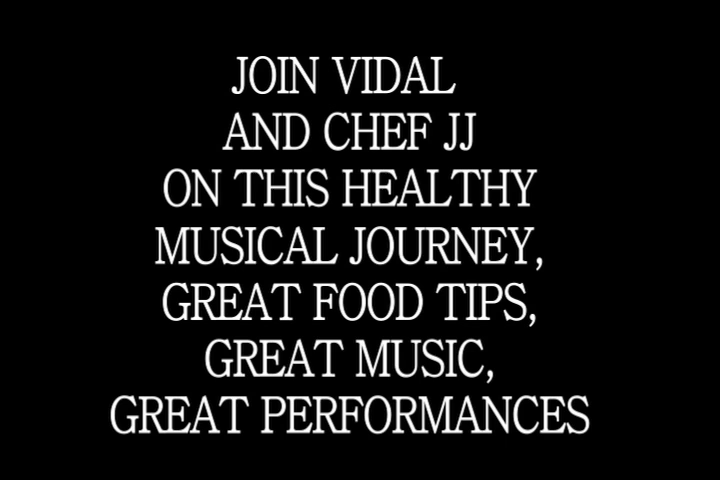 JOIN VIDAL
AND CHEF JJ
ON THIS HEALTHY
MUSICAL JOURNEY,
GREAT FOOD TIPS,
GREAT MUSIC,
GREAT PERFORMANCES